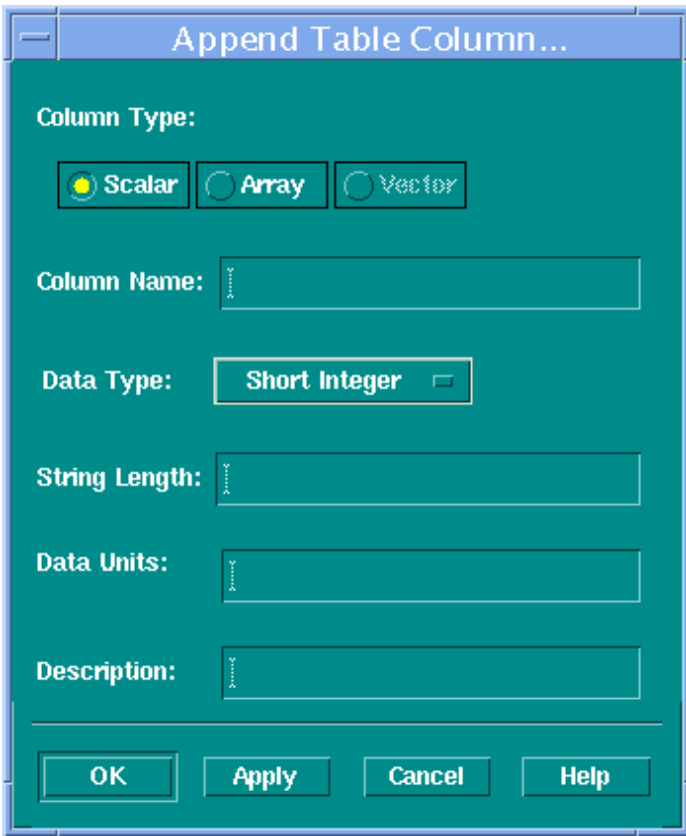 Append Table Column...
Column Type:
Scalar Array Vector
Column Name:
Data Type: Short Integer
String Length:
Data Units:
Description:
OK Apply Cancel Help